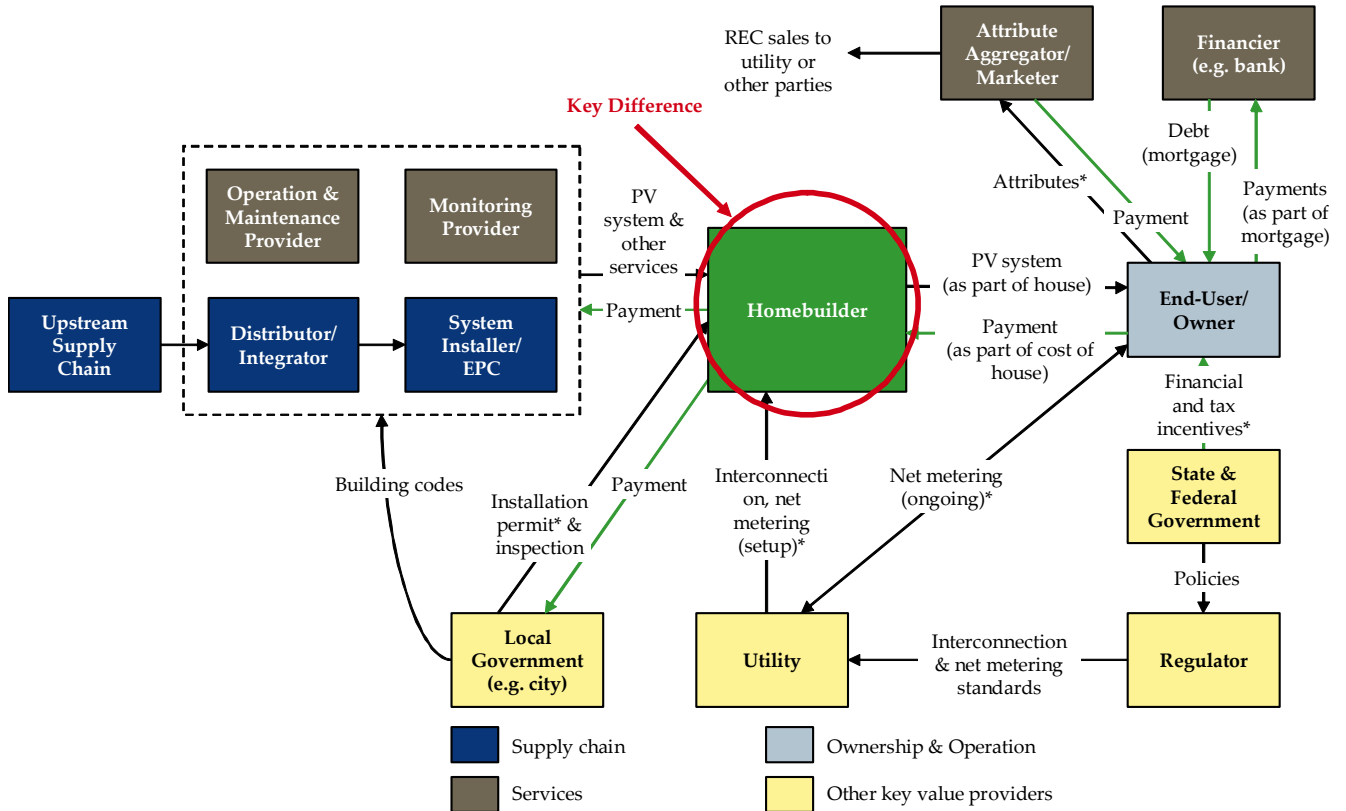 REC sales to
utility or
other parties
Attribute
Aggregator/
Marketer
Financier
(e.g. bank)
Key Difference
Debt
(mortgage)
Attributes*
Payment
Payments
(as part of
mortgage)
Operation &
Maintenance
Provider
Monitoring
Provider
PV
system &
other
services
Payment
Upstream
Supply
Chain
Distributor/
Integrator
System
Installer/
EPC
Homebuilder
PV system
(as part of house)
Payment
(as part of cost of
house)
End-User/
Owner
Financial
and tax
incentives*
Building codes
Installation
permit* &
inspection
Payment
Interconnecti
on, net
metering
(setup)*
Net metering
(ongoing)*
State &
Federal
Government
Policies
Local
Government
(e.g. city)
Utility
Interconnection
& net metering
standards
Regulator
Supply chain
Ownership & Operation
Services
Other key value providers